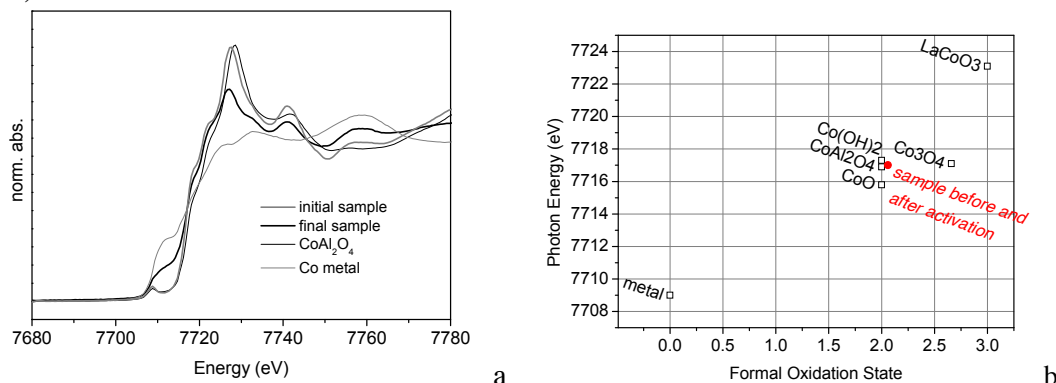 norm. abs.
initial sample
final sample
CoAl2O4
Co metal
7680 7700 7720 7740 7760 7780
Energy (eV)
a
Photon Energy (eV)
7724
7722
7720
7718
7716
7714
7712
7710
7708
LaCoO3
Co(OH)2
Co3O4
CoAl2O4
CoO
sample before and
after activation
metal
0.0 0.5 1.0 1.5 2.0 2.5 3.0
Formal Oxidation State
b